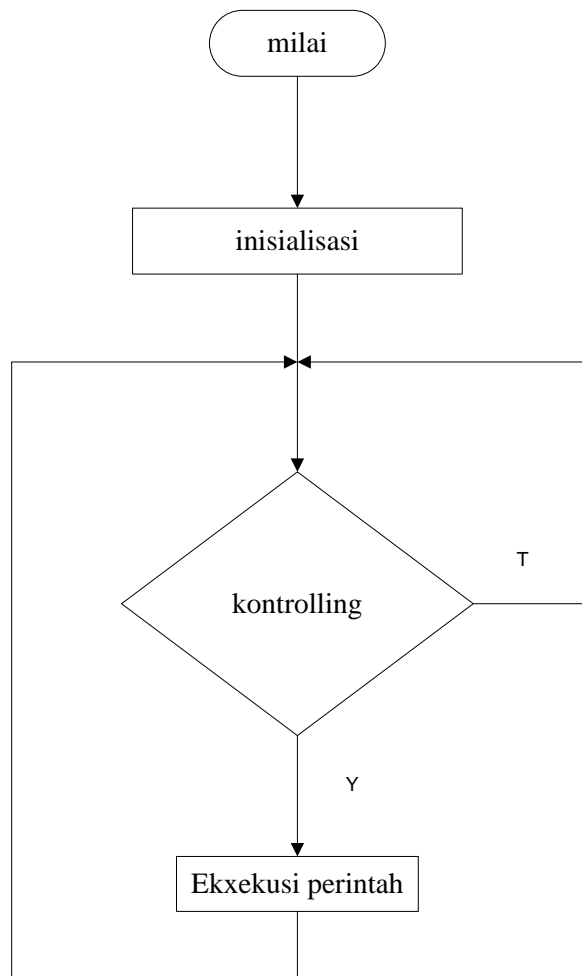 milai
inisialisasi
kontrolling
T
Y
Ekxekusi perintah